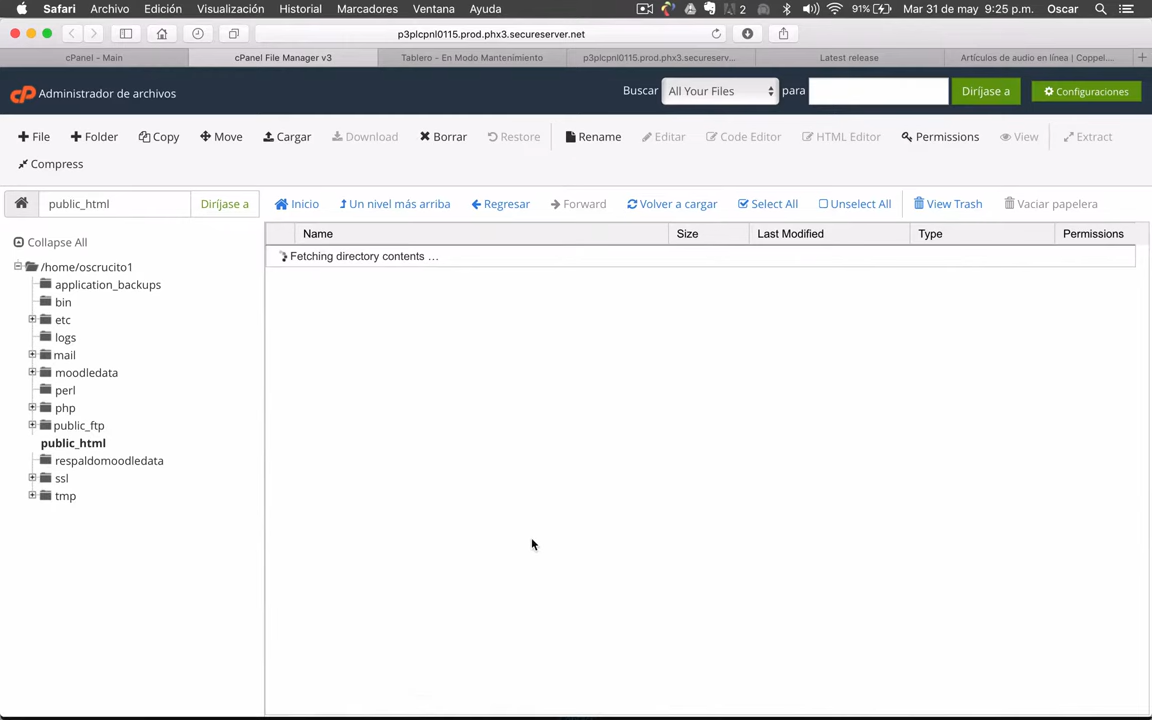 Safari Archivo Edición Visualización Historial Marcadores Ventana Ayuda 2 91% Mar 31 de may 9:25 p.m. Oscar
p3plcpnl0115.prod.phx3.secureserver.net
cPanel - Main cPanel File Manager v3 Tablero - En Modo Mantenimiento p3plcpnl0115.prod.phx3.secureserv... Latest release Artículos de audio en línea | Coppel....
cP Administrador de archivos Buscar All Your Files para Diríjase a Configuraciones
File Folder Copy Move Cargar Download Borrar Restore Rename Editar Code Editor HTML Editor Permissions View Extract
Compress
public_html Diríjase a Inicio Un nivel más arriba Regresar Forward Volver a cargar Select All Unselect All View Trash Vaciar papelera
Name Size Last Modified Type Permissions
Collapse All
Fetching directory contents ...
/home/oscrucito1
application_backups
bin
etc
logs
mail
moodledata
perl
php
public_ftp
public_html
respaldomoodledata
ssl
tmp